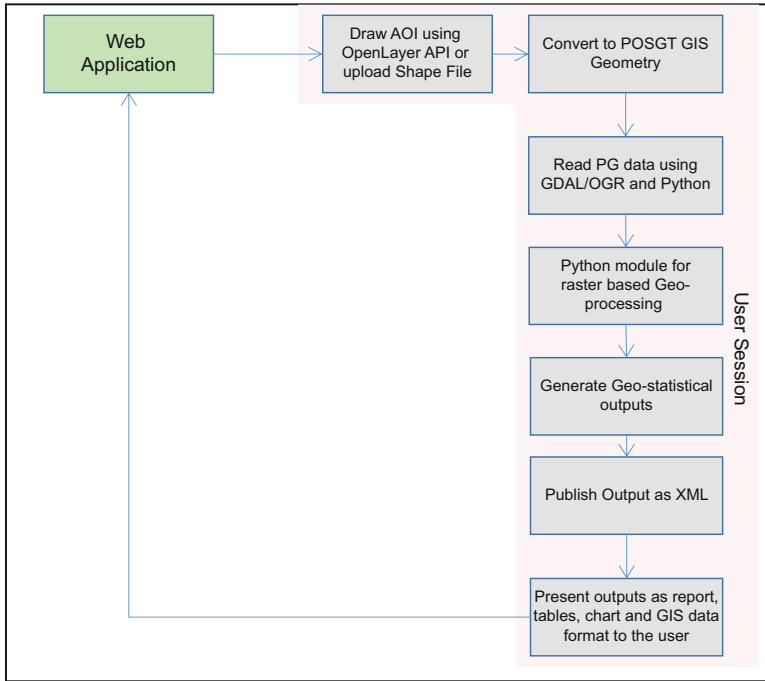 Web
Application
Draw AOI using
OpenLayer API or
upload Shape File
Convert to POSGT GIS
Geometry
Read PG data using
GDAL/OGR and Python
Python module for
raster based Geo-
processing
Generate Geo-statistical
outputs
Publish Output as XML
Present outputs as report,
tables, chart and GIS data
format to the user
User Session